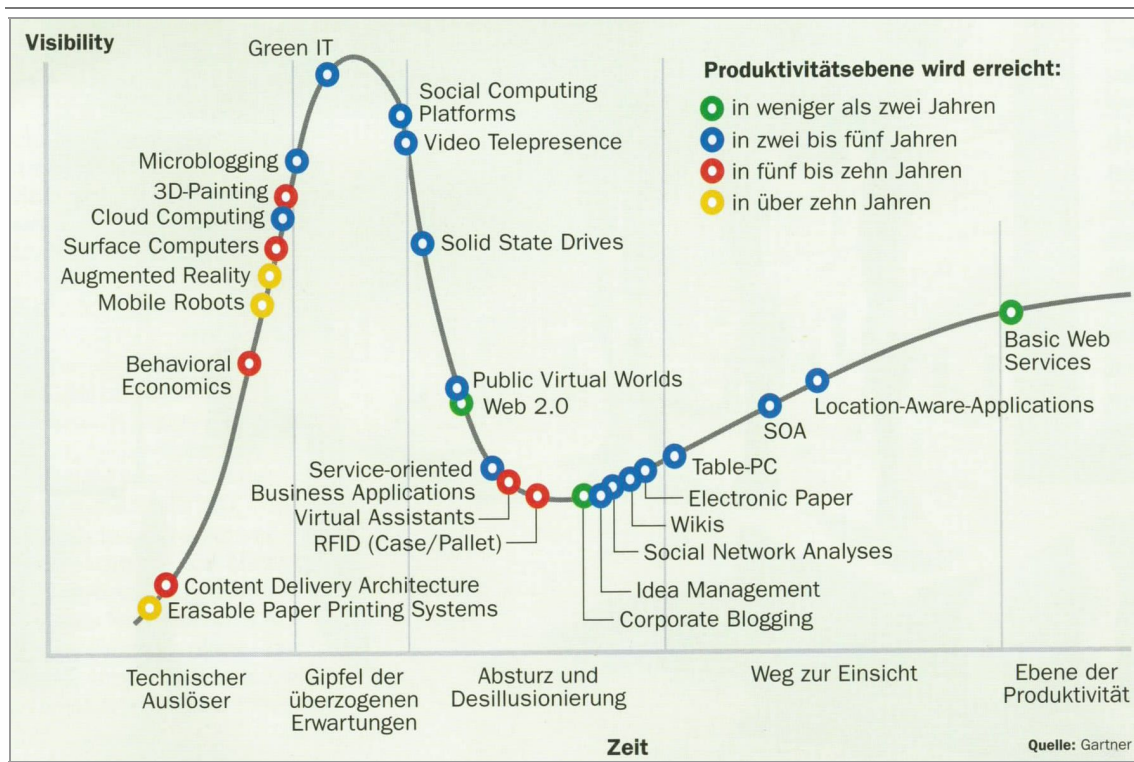 Visibility
Green IT
Social Computing
Platforms
Video Telepresence
Microblogging
3D-Painting
Cloud Computing
Surface Computers
Augmented Reality
Mobile Robots
Behavioral
Economics
Solid State Drives
Produktivitätsebene wird erreicht:
in weniger als zwei Jahren
in zwei bis fünf Jahren
in fünf bis zehn Jahren
in über zehn Jahren
Public Virtual Worlds
Web 2.0
Service-oriented
Business Applications
Virtual Assistants
RFID (Case/Pallet)
Content Delivery Architecture
Erasable Paper Printing Systems
Basic Web
Services
Location-Aware-Applications
SOA
Table-PC
Electronic Paper
Wikis
Social Network Analyses
Idea Management
Corporate Blogging
Technischer
Auslöser
Gipfel der
überzogenen
Erwartungen
Absturz und
Desillusionierung
Weg zur Einsicht
Ebene der
Produktivität
Zeit
Quelle: Gartner